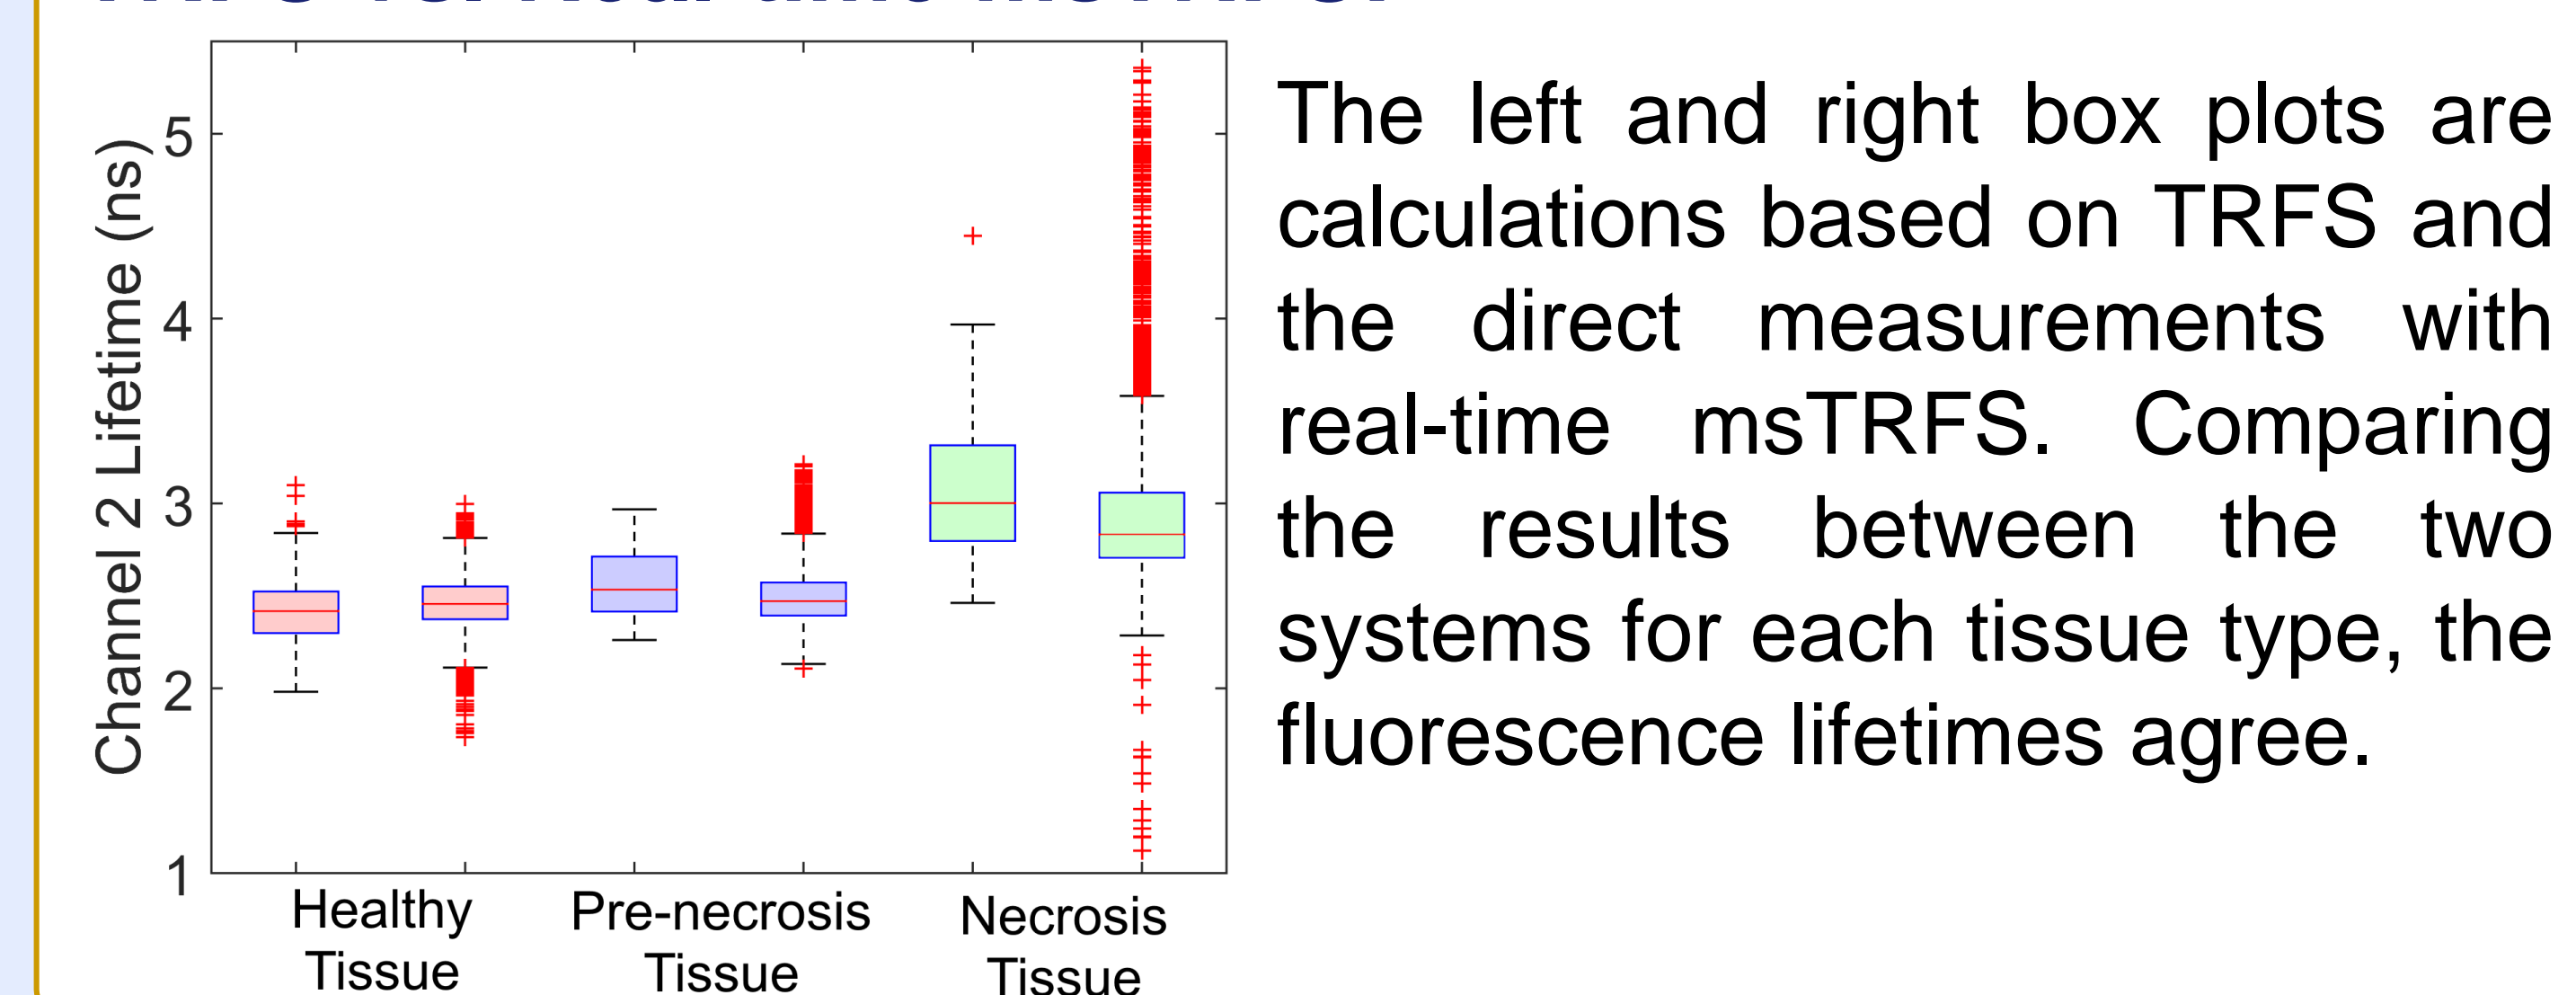 Channel 2 Lifetime (ns)
5
4
3
2
1
Healthy
Tissue
Pre-necrosis
Tissue
Necrosis
Tissue
The left and right box plots are
calculations based on TRFS and
the direct measurements with
real-time msTRFS. Comparing
the results between the two
systems for each tissue type, the
fluorescence lifetimes agree.